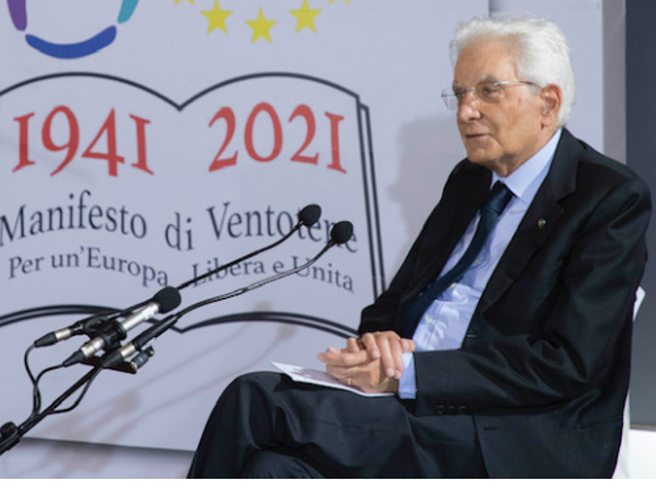 1941 2021
Manifesto di Ventotene
Per un'Europa Libera e Unita